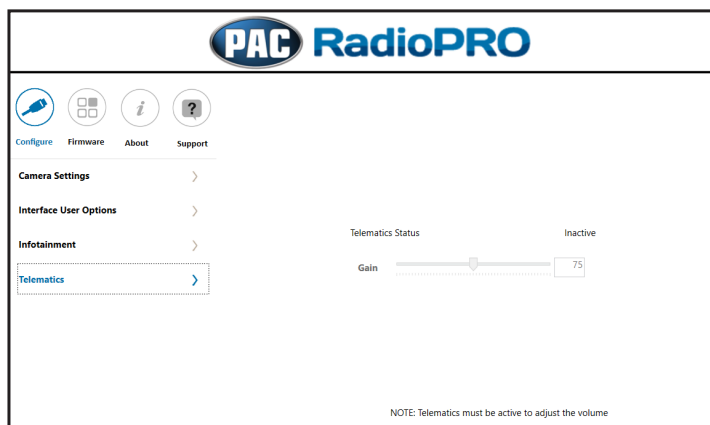 PAC RadioPRO
i
?
Configure Firmware About Support
Camera Settings
Interface User Options
Infotainment
Telematics
Telematics Status Inactive
Gain 75
NOTE: Telematics must be active to adjust the volume